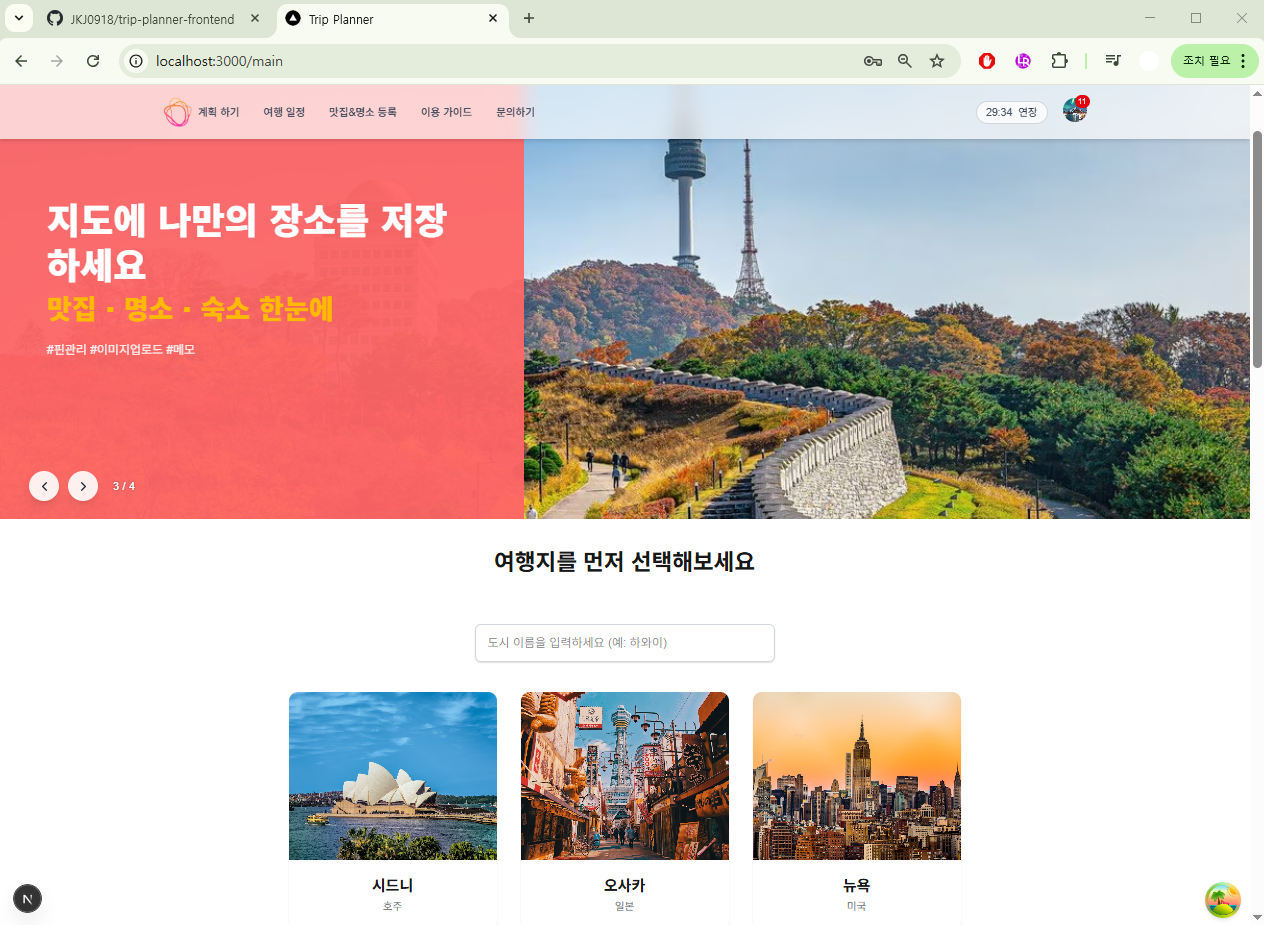 JKJ0918/trip-planner-frontend
Trip Planner
localhost:3000/main
조치 필요
계획 하기
여행 일정
맛집&명소 등록
이용 가이드
문의하기
29:34 연장
11
지도에 나만의 장소를 저장
하세요
맛집 · 명소 · 숙소 한눈에
#핀관리 #이미지업로드 #메모
3 / 4
여행지를 먼저 선택해보세요
도시 이름을 입력하세요 (예: 하와이)
시드니
호주
오사카
일본
뉴욕
미국
N